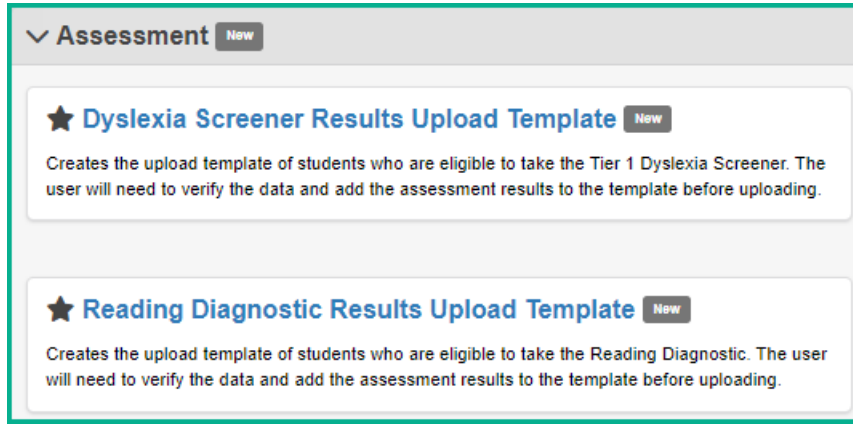 Assessment New
Dyslexia Screener Results Upload Template New
Creates the upload template of students who are eligible to take the Tier 1 Dyslexia Screener. The
user will need to verify the data and add the assessment results to the template before uploading.
Reading Diagnostic Results Upload Template New
Creates the upload template of students who are eligible to take the Reading Diagnostic. The user
will need to verify the data and add the assessment results to the template before uploading.